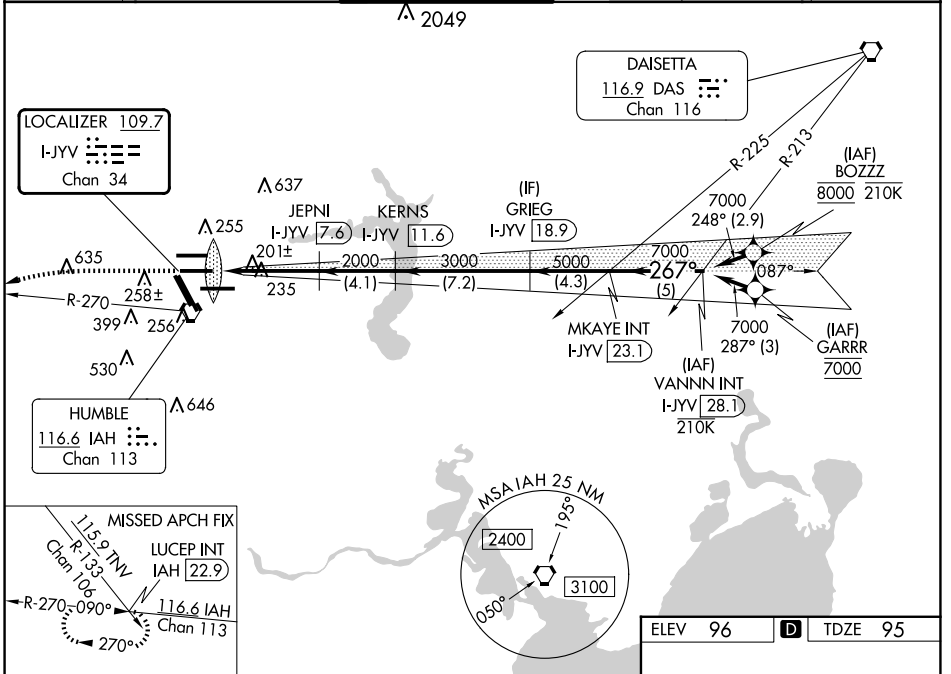 2049
DAISETTA
116.9 DAS
Chan 116
LOCALIZER 109.7
I-JYV
Chan 34
R-225
R-213
(IAF)
BOZZZ
8000 210K
7000
248° (2.9)
637
255
JEPNI
I-JYV 7.6
KERNS
I-JYV 11.6
(IF)
GRIEG
I-JYV 18.9
635
201±
235
2000
(4.1)
3000
(7.2)
5000
(4.3)
7000
267°
(5)
087°
R-270
258±
399
256
530
646
MKAYE INT
I-JYV 23.1
(IAF)
VANNN INT
I-JYV 28.1
210K
7000
287° (3)
(IAF)
GARRR
7000
HUMBLE
116.6 IAH
Chan 113
MISSED APCH FIX
115.9 TNV
R-133
Chan 106
LUCEP INT
IAH 22.9
R-270
090°
116.6 IAH
Chan 113
270°
MSA IAH 25 NM
195°
2400
3100
050°
ELEV 96 D TDZE 95